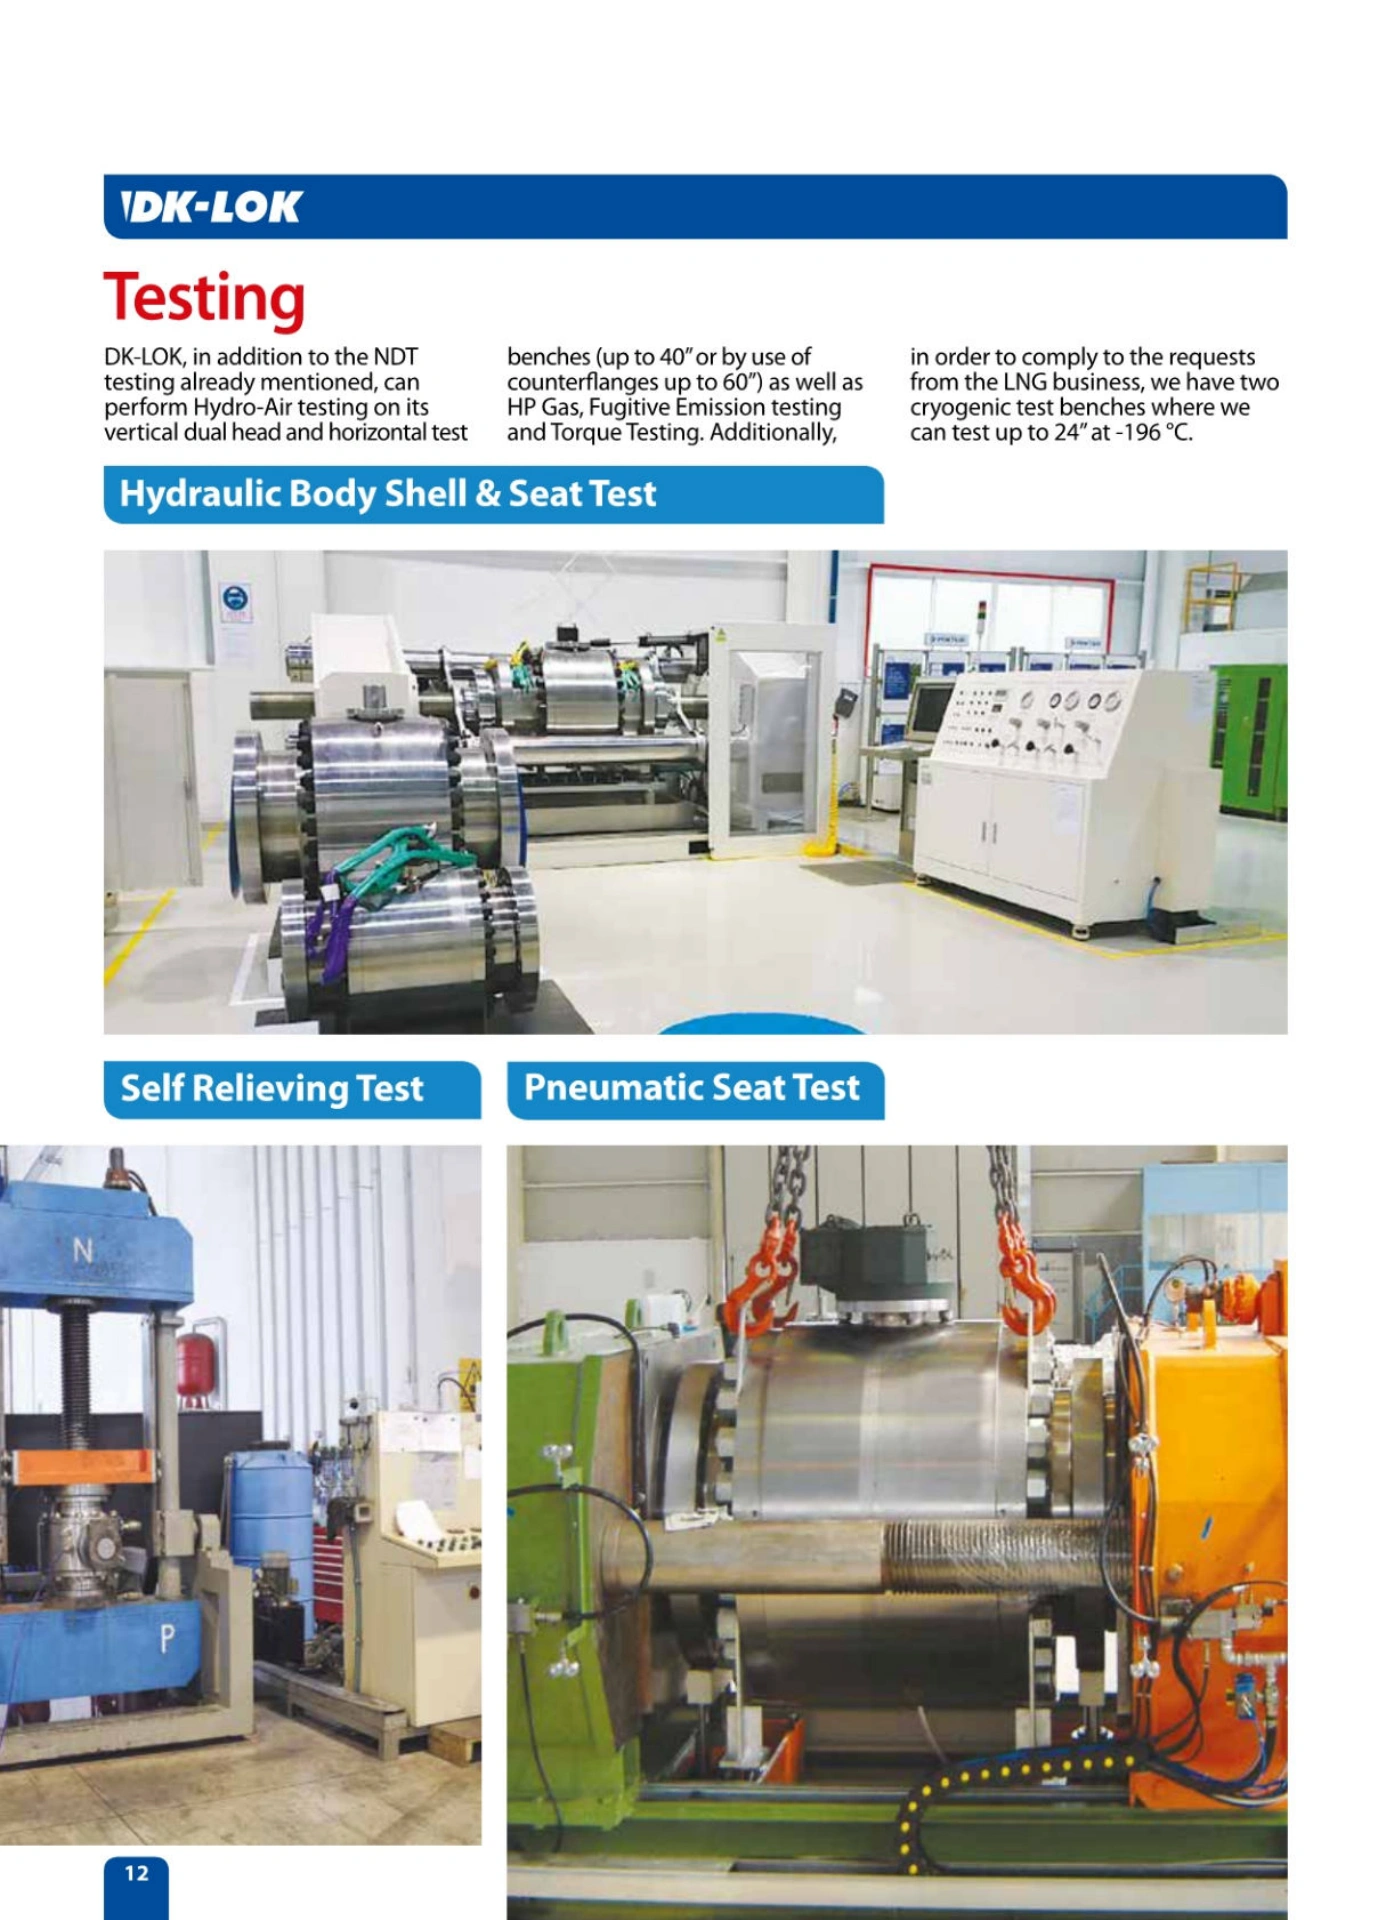 DK-LOK
Testing
DK-LOK, in addition to the NDT
testing already mentioned, can
perform Hydro-Air testing on its
vertical dual head and horizontal test
benches (up to 40” or by use of
counterflanges up to 60”) as well as
HP Gas, Fugitive Emission testing
and Torque Testing. Additionally,
in order to comply to the requests
from the LNG business, we have two
cryogenic test benches where we
can test up to 24” at -196 °C.
Hydraulic Body Shell & Seat Test
Self Relieving Test
Pneumatic Seat Test
N
P
12